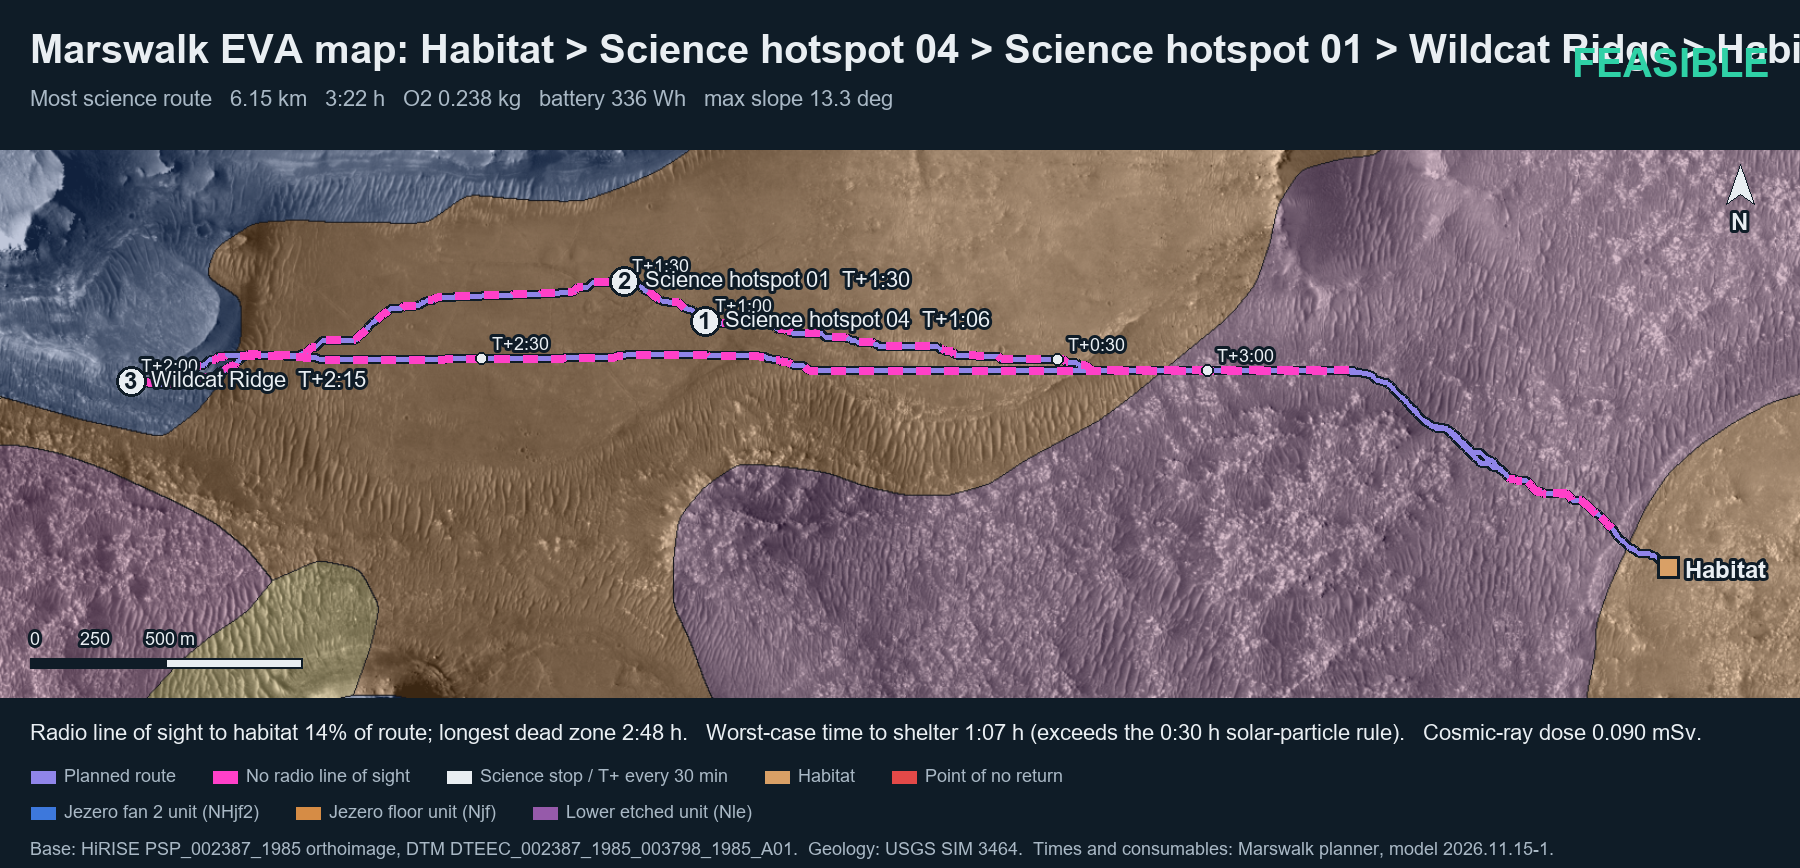 Marswalk EVA map: Habitat > Science hotspot 04 > Science hotspot 01 > Wildcat Ridge > Habi
FEASIBLE
Most science route 6.15 km 3:22 h O2 0.238 kg battery 336 Wh max slope 13.3 deg
N
T+1:30
2 Science hotspot 01 T+1:30
T+1:00
1 Science hotspot 04 T+1:06
T+2:30
T+0:30
T+3:00
T+2:00
3 Wildcat Ridge T+2:15
Habitat
0 250 500 m
Radio line of sight to habitat 14% of route; longest dead zone 2:48 h. Worst-case time to shelter 1:07 h (exceeds the 0:30 h solar-particle rule). Cosmic-ray dose 0.090 mSv.
Planned route No radio line of sight Science stop / T+ every 30 min Habitat Point of no return
Jezero fan 2 unit (NHjf2) Jezero floor unit (Njf) Lower etched unit (Nle)
Base: HiRISE PSP_002387_1985 orthoimage, DTM DTEEC_002387_1985_003798_1985_A01. Geology: USGS SIM 3464. Times and consumables: Marswalk planner, model 2026.11.15-1.